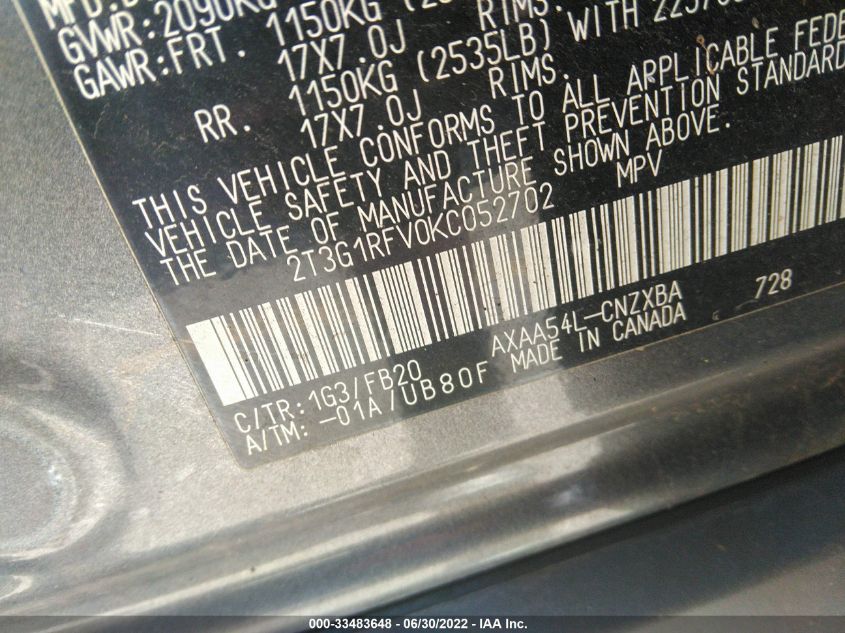 GVWR:2090KG
GAWR:FRT. 1150KG
17X7.0J RIMS.
RR. 1150KG (2535LB) WITH
17X7.0J RIMS.
THIS VEHICLE CONFORMS TO ALL APPLICABLE
VEHICLE SAFETY AND THEFT PREVENTION STANDARD
THE DATE OF MANUFACTURE SHOWN ABOVE.
2T3G1RFV0KC052702 MPV
C/TR:1G3/FB20 AXAA54L-CNZXBA 728
A/TM:-01A/UB80F MADE IN CANADA
000-33483648 - 06/30/2022 - IAA Inc.